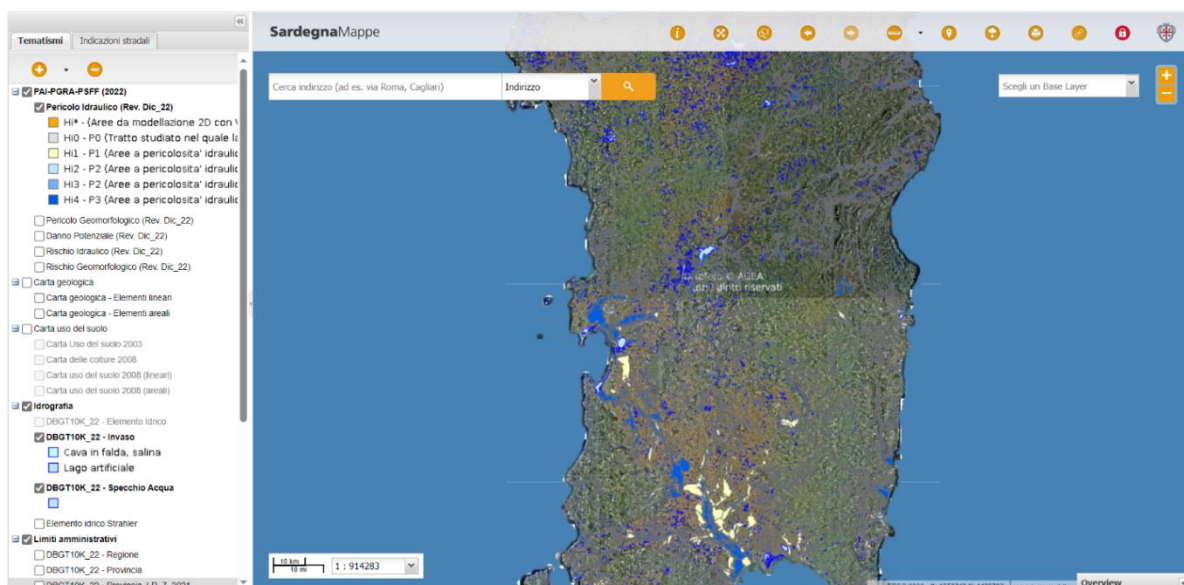 Tematismi
Indicazioni stradali
PAI-PGRA-PSFF (2022)
Pericolo Idraulico (Rev. Dic_22)
Hi* - (Aree da modellazione 2D con V
Hi0 - P0 (Tratto studiato nel quale la
Hi1 - P1 (Aree a pericolosita' idraulic
Hi2 - P2 (Aree a pericolosita' idraulic
Hi3 - P2 (Aree a pericolosita' idraulic
Hi4 - P3 (Aree a pericolosita' idraulic
Pericolo Geomorfologico (Rev. Dic_22)
Danno Potenziale (Rev. Dic_22)
Rischio Idraulico (Rev. Dic_22)
Rischio Geomorfologico (Rev. Dic_22)
Carta geologica
Carta geologica - Elementi lineari
Carta geologica - Elementi areali
Carta uso del suolo
Carta Uso del suolo 2003
Carta delle colture 2008
Carta uso del suolo 2008 (lineari)
Carta uso del suolo 2008 (areali)
Idrografia
DBGT10K_22 - Elemento Idrico
DBGT10K_22 - Invaso
Cava in falda, salina
Lago artificiale
DBGT10K_22 - Specchio Acqua
Elemento idrico Strahler
Limiti amministrativi
DBGT10K_22 - Regione
DBGT10K_22 - Provincia
SardegnaMappe
Cerca indirizzo (ad es. via Roma, Cagliari)
Indirizzo
Scegli un Base Layer
© AGEA
diritti riservati
10 km
10 mi
1 : 914283
Overview